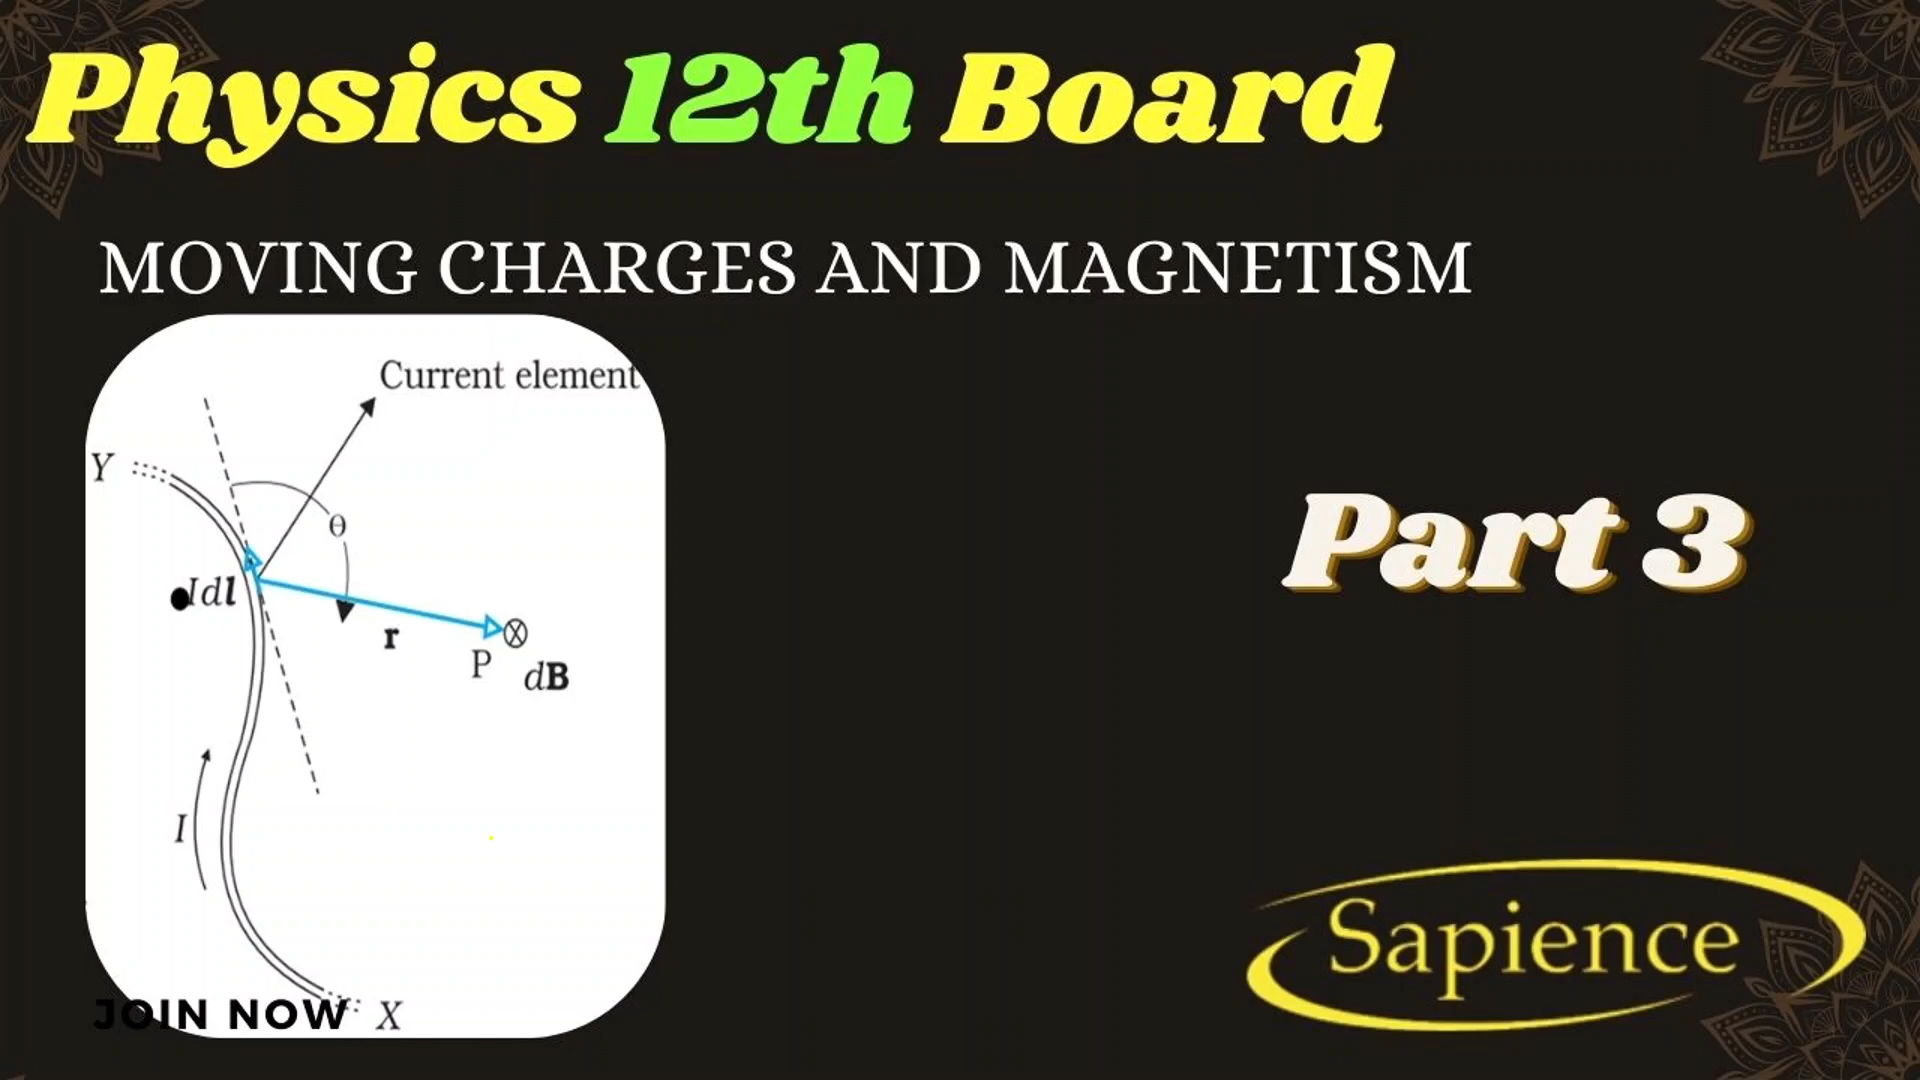 Physics 12th Board
MOVING CHARGES AND MAGNETISM
Current element
Y
θ
Idl
r
P
dB
I
X
JOIN NOW
Part 3
Sapience